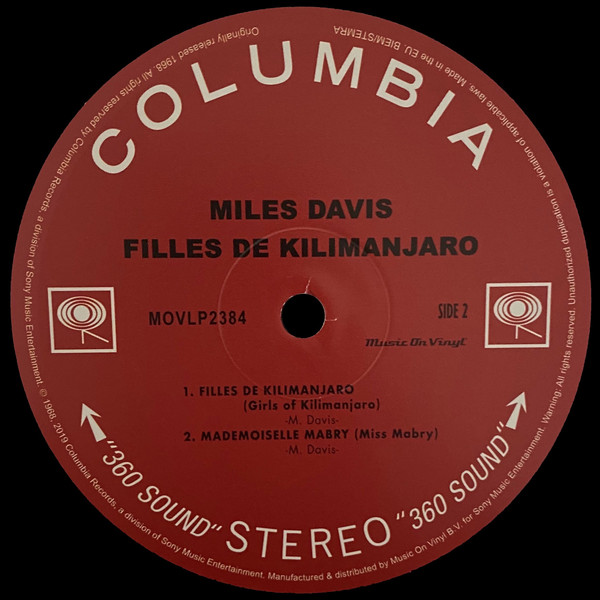 COLUMBIA
MILES DAVIS
FILLES DE KILIMANJARO
MOVLP2384
SIDE 2
Music On Vinyl
1. FILLES DE KILIMANJARO
(Girls of Kilimanjaro)
-M. Davis-
2. MADEMOISELLE MABRY (Miss Mabry)
-M. Davis-
"360 SOUND" STEREO "360 SOUND"
Originally released 1968. All rights reserved by Columbia Records, a division of Sony Music Entertainment. © 1968, 2019 Columbia Records, a division of Sony Music Entertainment. Manufactured & distributed by Music On Vinyl B.V. for Sony Music Entertainment. Warning: All rights reserved. Unauthorized duplication is a violation of applicable laws. Made in the EU. BIEM/STEMRA